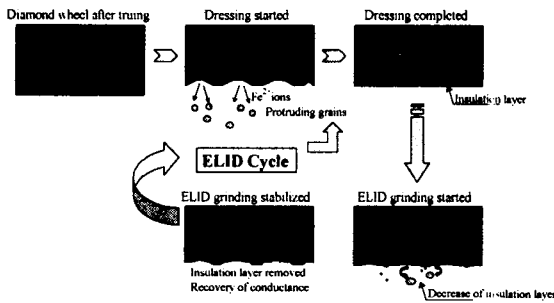 Diamond wheel after truing
Dressing started
Dressing completed
Fe²⁺ ions
Protruding grains
Insulation layer
ELID Cycle
ELID grinding stabilized
ELID grinding started
Insulation layer removed
Recovery of conductance
Decrease of insulation layer